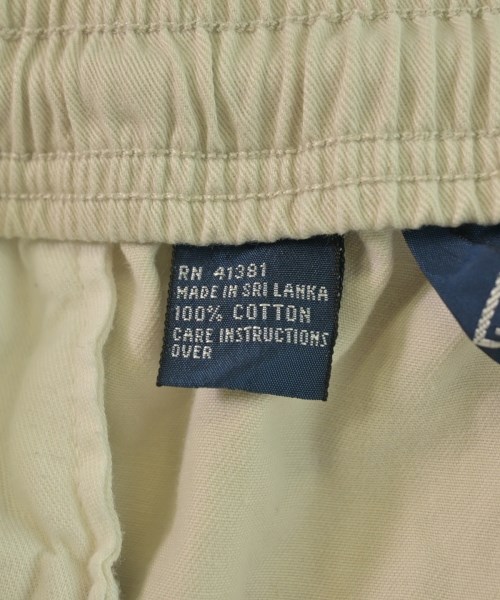 RN 41381
MADE IN SRI LANKA
100% COTTON
CARE INSTRUCTIONS
OVER